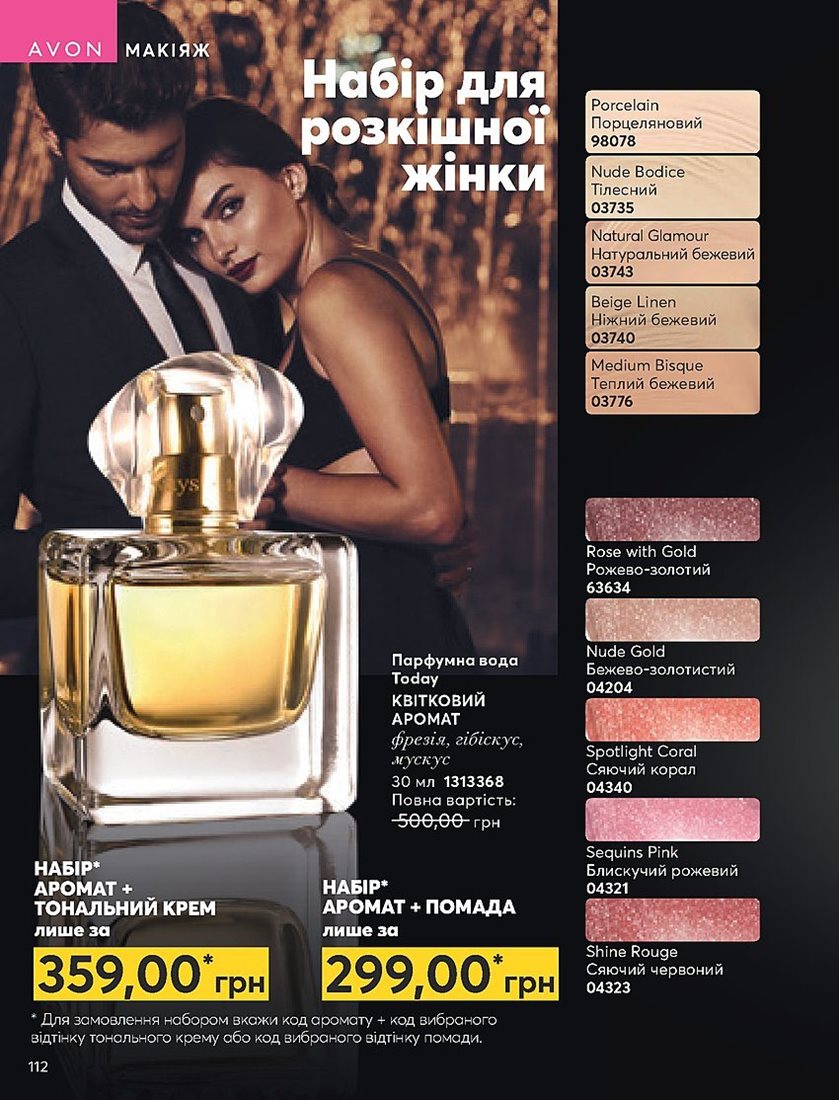 AVON МАКІЯЖ
Набір для
розкішної
жінки
Porcelain
Порцеляновий
98078
Nude Bodice
Тілесний
03735
Natural Glamour
Натуральний бежевий
03743
Beige Linen
Ніжний бежевий
03740
Medium Bisque
Теплий бежевий
03776
Rose with Gold
Рожево-золотий
63634
Nude Gold
Бежево-золотистий
04204
Spotlight Coral
Сяючий корал
04340
Sequins Pink
Блискучий рожевий
04321
Shine Rouge
Сяючий червоний
04323
Парфумна вода
Today
КВІТКОВИЙ
АРОМАТ
фрезія, гібіскус,
мускус
30 мл 1313368
Повна вартість:
500,00 грн
НАБІР*
АРОМАТ +
ТОНАЛЬНИЙ КРЕМ
лише за
359,00* грн
НАБІР*
АРОМАТ + ПОМАДА
лише за
299,00* грн
* Для замовлення набором вкажи код аромату + код вибраного
відтінку тонального крему або код вибраного відтінку помади.
112